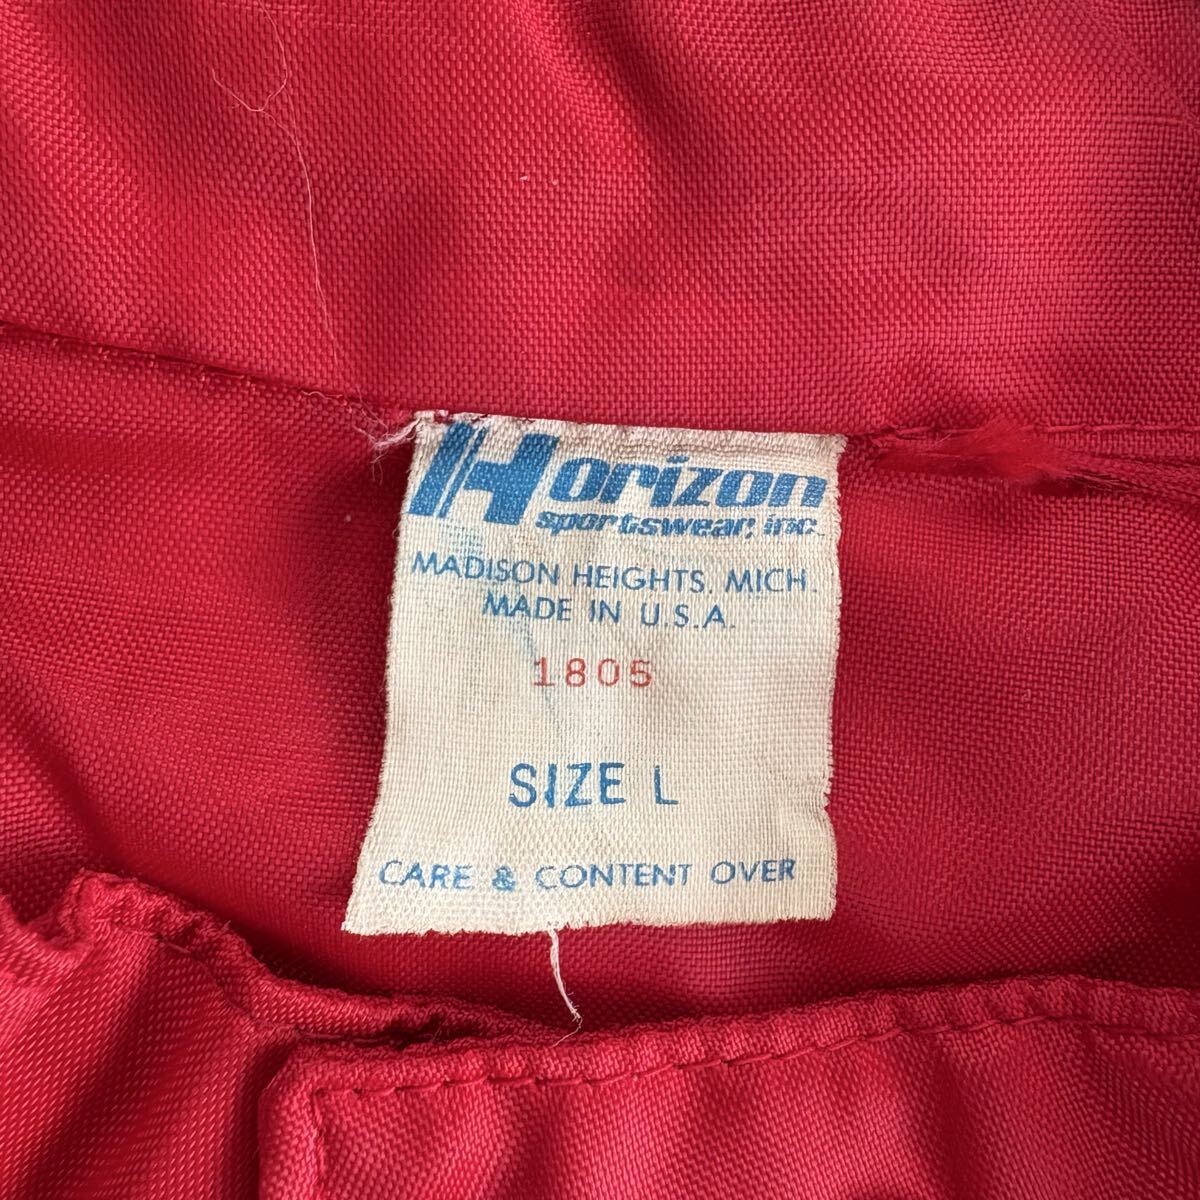 Horizon
sportswear, inc.
MADISON HEIGHTS, MICH.
MADE IN U.S.A.
1805
SIZE L
CARE & CONTENT OVER